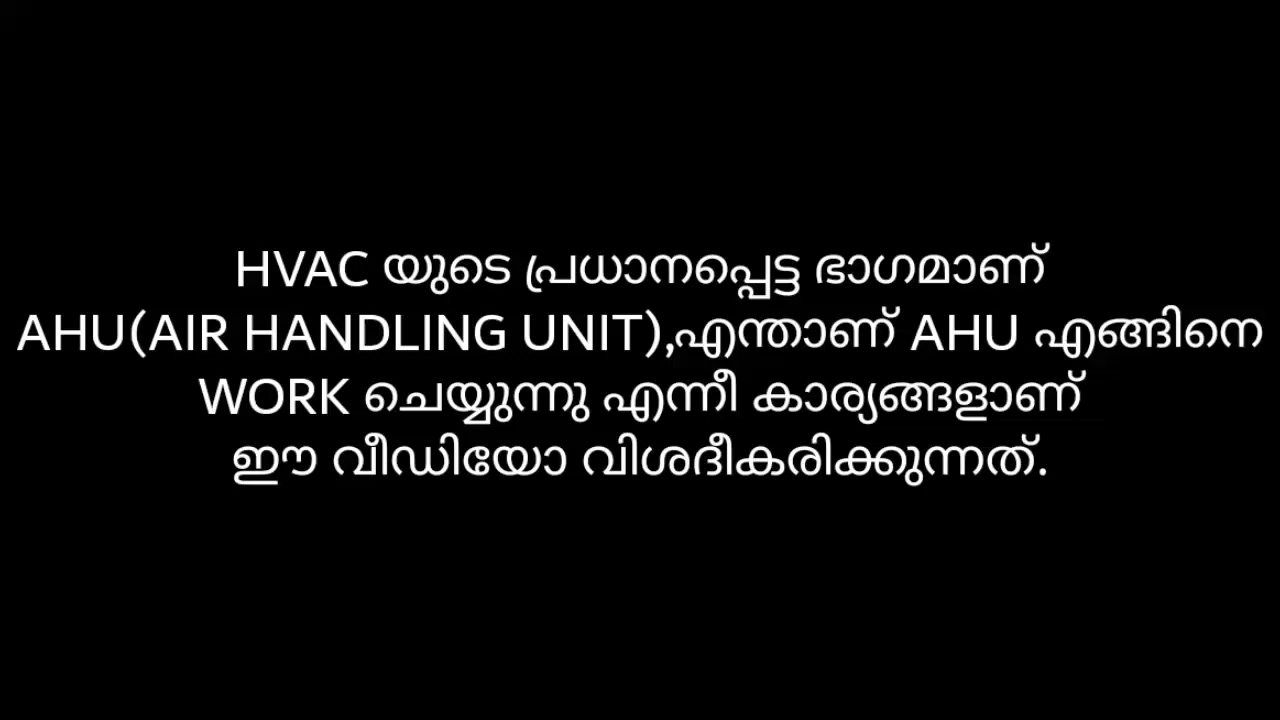 HVAC യുടെ പ്രധാനപ്പെട്ട ഭാഗമാണ്
AHU(AIR HANDLING UNIT),എന്താണ് AHU എങ്ങിനെ
WORK ചെയ്യുന്നു എന്നീ കാര്യങ്ങളാണ്
ഈ വീഡിയോ വിശദീകരിക്കുന്നത്.